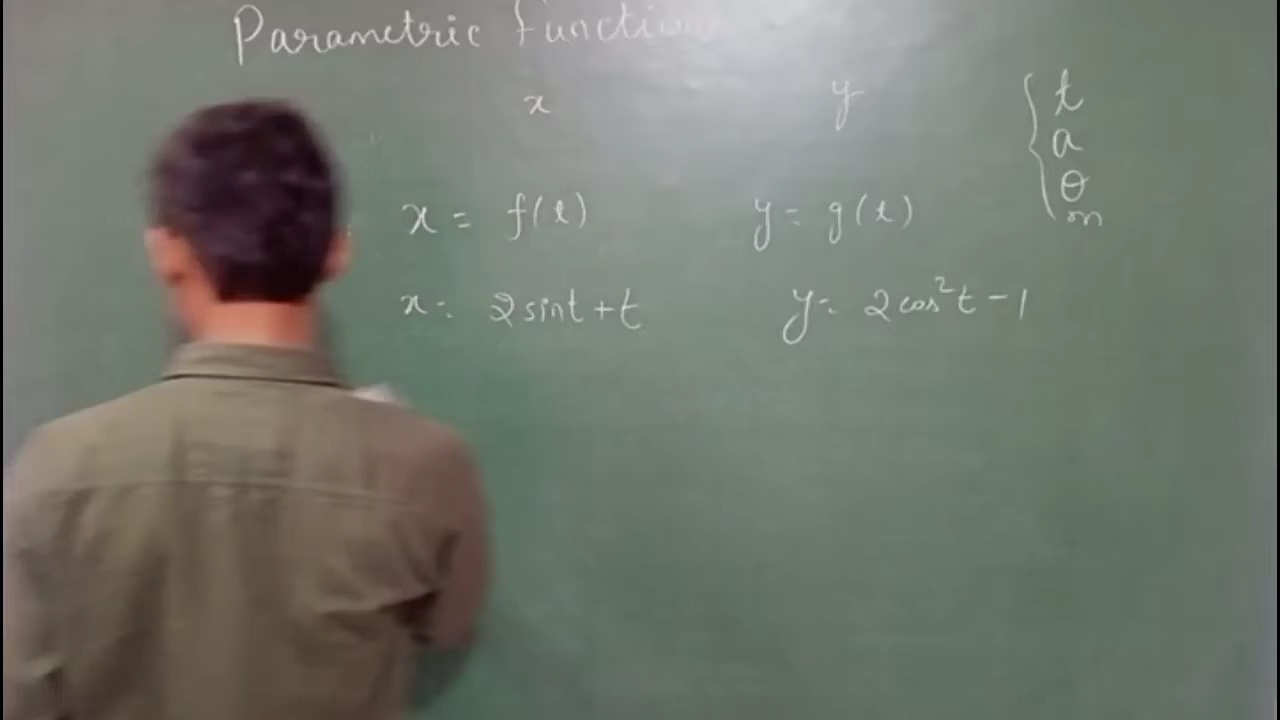 Parametric function
x y { t
a
θ
m
x = f(t) y = g(t)
x = 2sint + t y = 2cos²t - 1